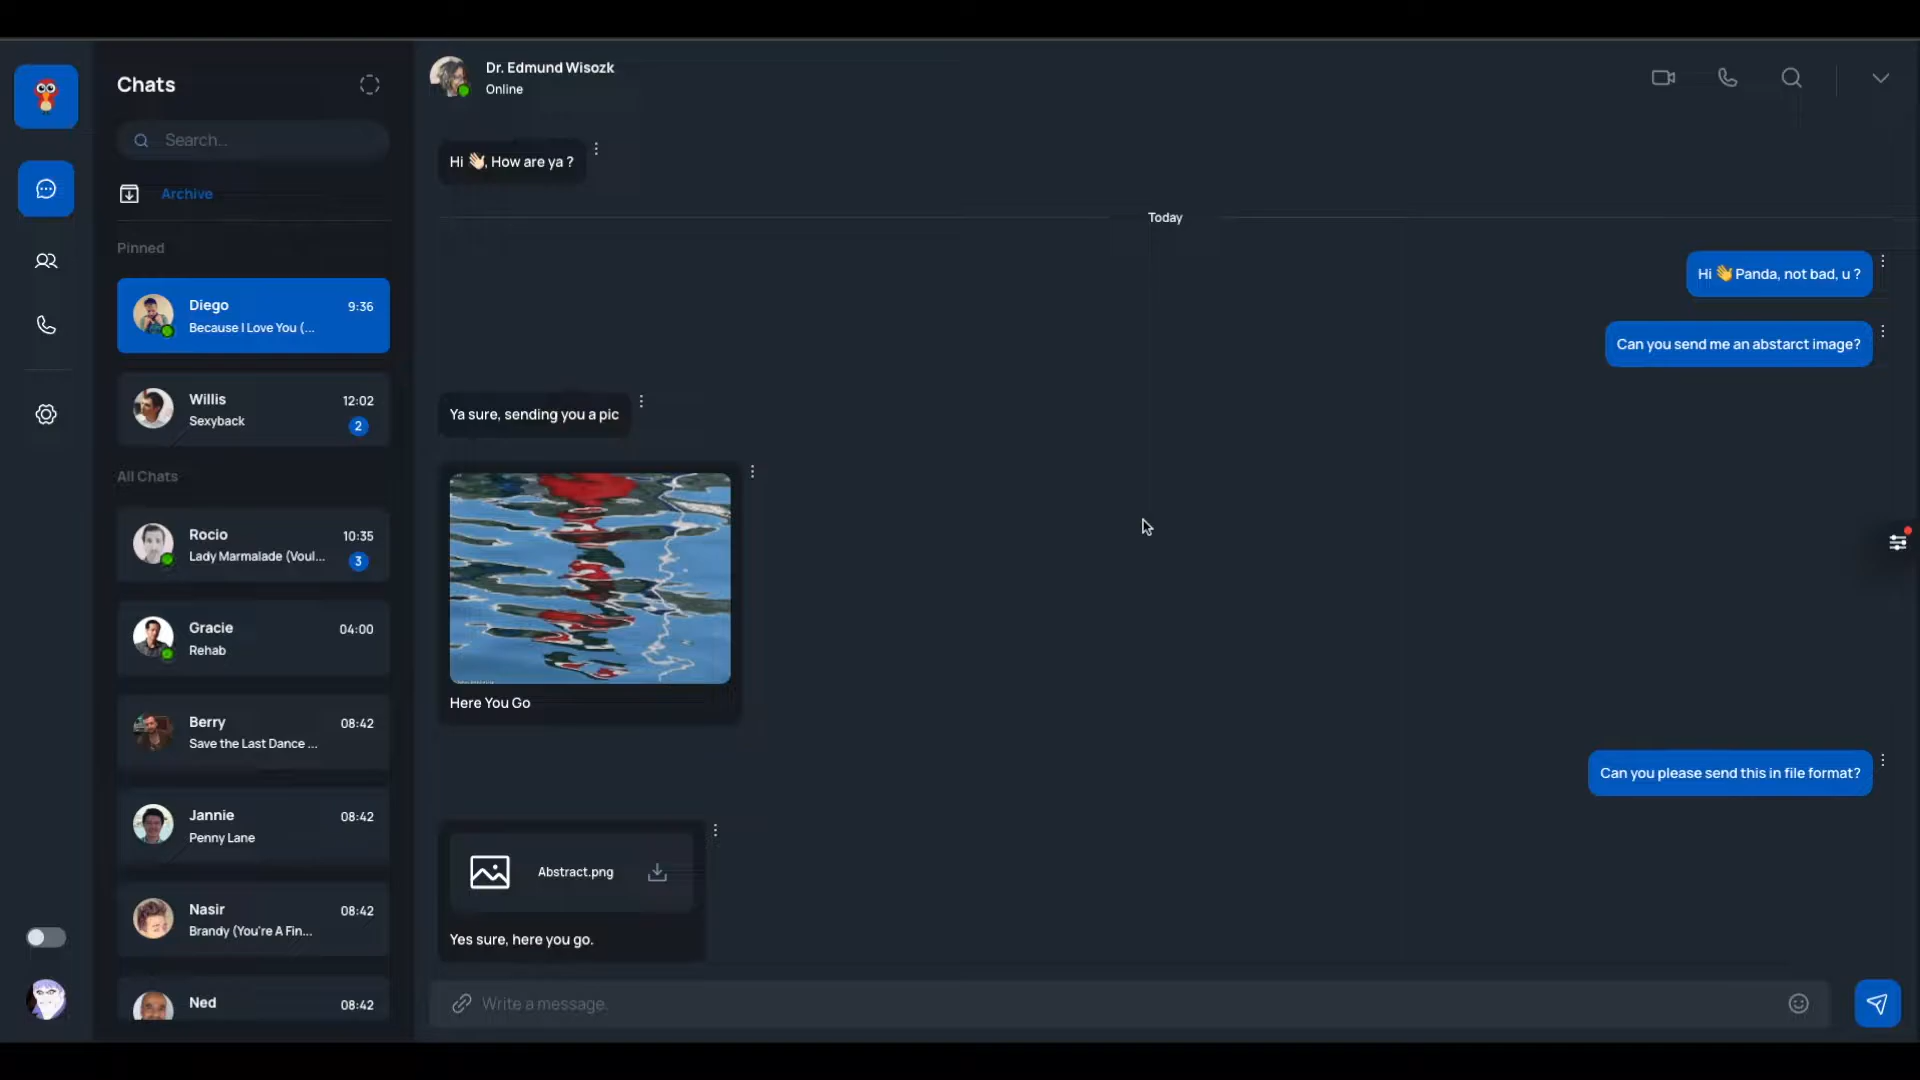 Chats
Search..
Archive
Pinned
Diego
9:36
Because I Love You (...
Willis
12:02
Sexyback
2
All Chats
Rocio
10:35
Lady Marmalade (Voul...
3
Gracie
04:00
Rehab
Berry
08:42
Save the Last Dance ...
Jannie
08:42
Penny Lane
Nasir
08:42
Brandy (You're A Fin...
Ned
08:42
Dr. Edmund Wisozk
Online
Hi 👋🏻, How are ya ?
Today
Hi 👋 Panda, not bad, u ?
Can you send me an abstarct image?
Ya sure, sending you a pic
Here You Go
Can you please send this in file format?
Abstract.png
Yes sure, here you go.
Write a message.